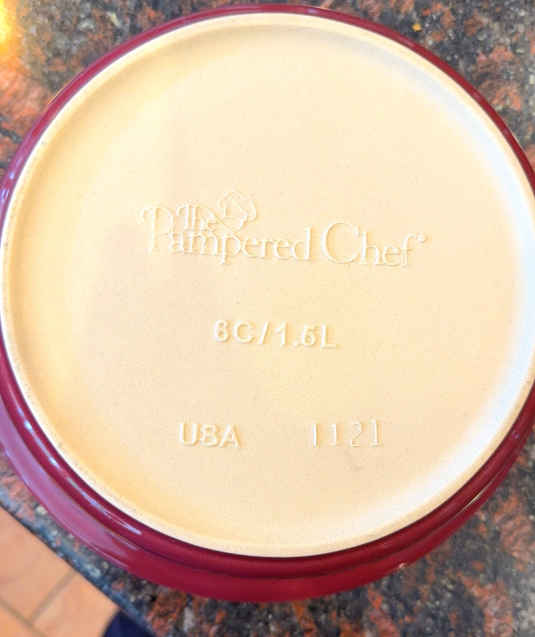 The
Pampered Chef®
6C/1.5L
USA 1121